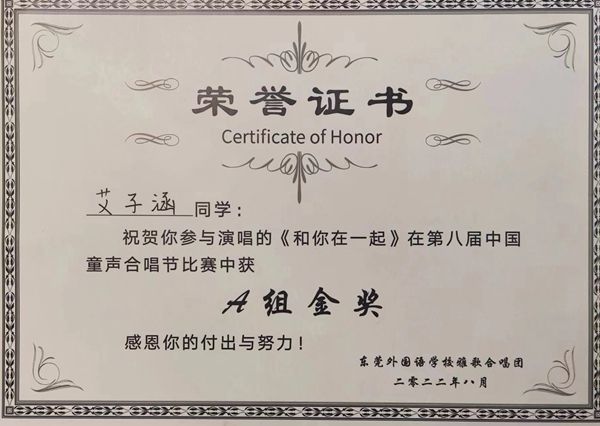 荣誉证书
Certificate of Honor
艾子涵同学：
祝贺你参与演唱的《和你在一起》在第八届中国
童声合唱节比赛中获
A组金奖
感恩你的付出与努力！
东莞外国语学校雅歌合唱团
二零二二年八月